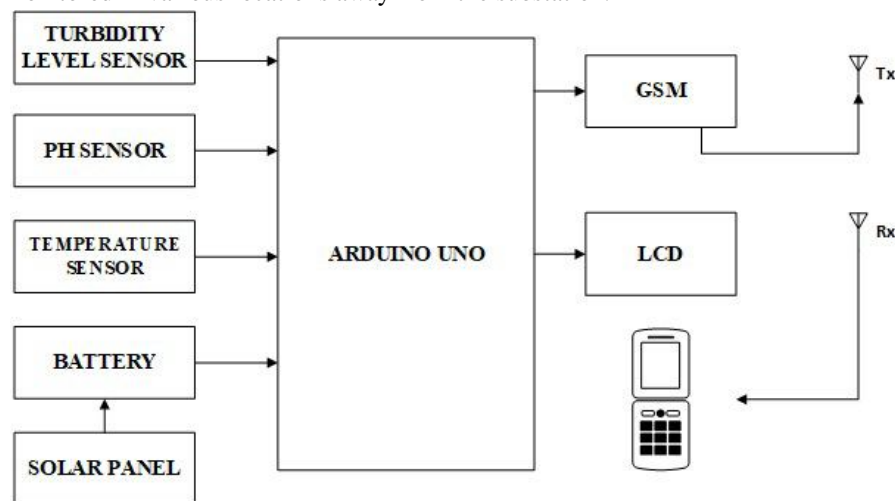 TURBIDITY
LEVEL SENSOR
PH SENSOR
TEMPERATURE
SENSOR
BATTERY
SOLAR PANEL
ARDUINO UNO
GSM
LCD
Tx
Rx